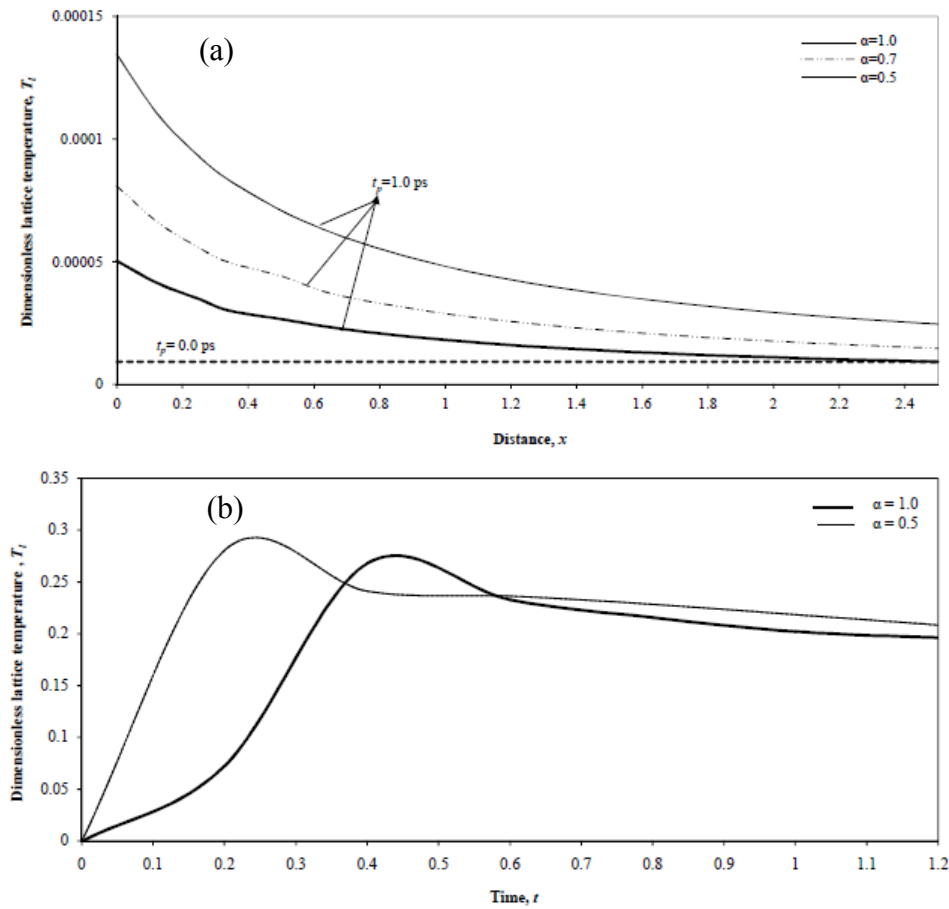 0.00015
(a)
α=1.0
α=0.7
α=0.5
0.0001
t_p=1.0 ps
0.00005
t_p= 0.0 ps
0
Dimensionless lattice temperature, T_l
0 0.2 0.4 0.6 0.8 1 1.2 1.4 1.6 1.8 2 2.2 2.4
Distance, x
0.35
(b)
α = 1.0
α = 0.5
0.3
0.25
0.2
0.15
0.1
0.05
0
Dimensionless lattice temperature , T_l
0 0.1 0.2 0.3 0.4 0.5 0.6 0.7 0.8 0.9 1 1.1 1.2
Time, t